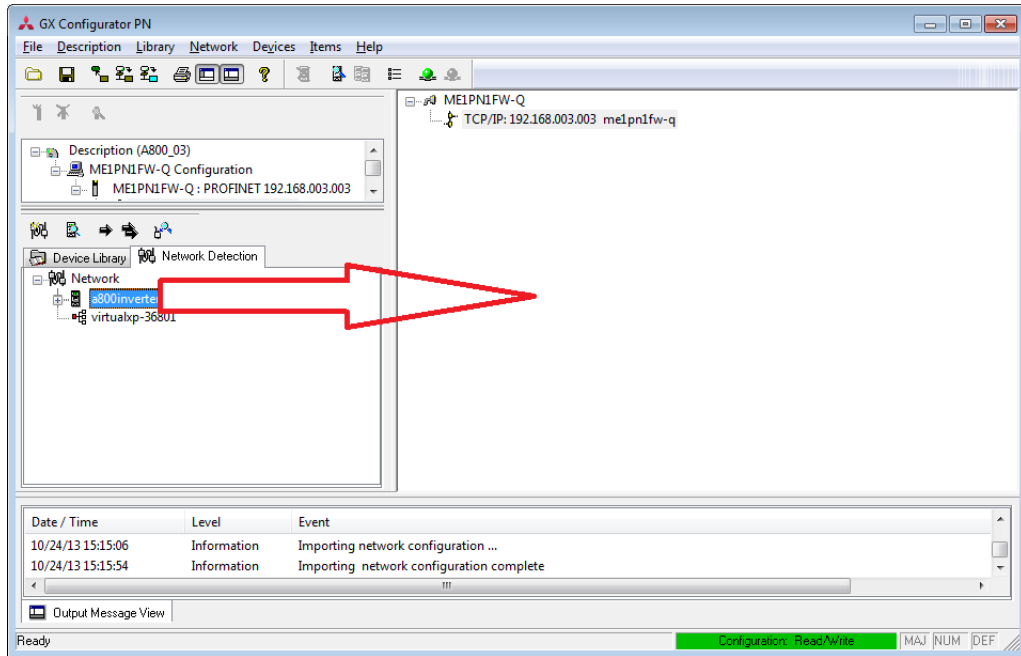 GX Configurator PN
File Description Library Network Devices Items Help
Description (A800_03)
ME1PN1FW-Q Configuration
ME1PN1FW-Q : PROFINET 192.168.003.003
ME1PN1FW-Q
TCP/IP: 192.168.003.003 me1pn1fw-q
Device Library Network Detection
Network
a800inverter
virtualxp-36801
Date / Time Level Event
10/24/13 15:15:06 Information Importing network configuration ...
10/24/13 15:15:54 Information Importing network configuration complete
Output Message View
Ready Configuration: Read/Write MAJ NUM DEF